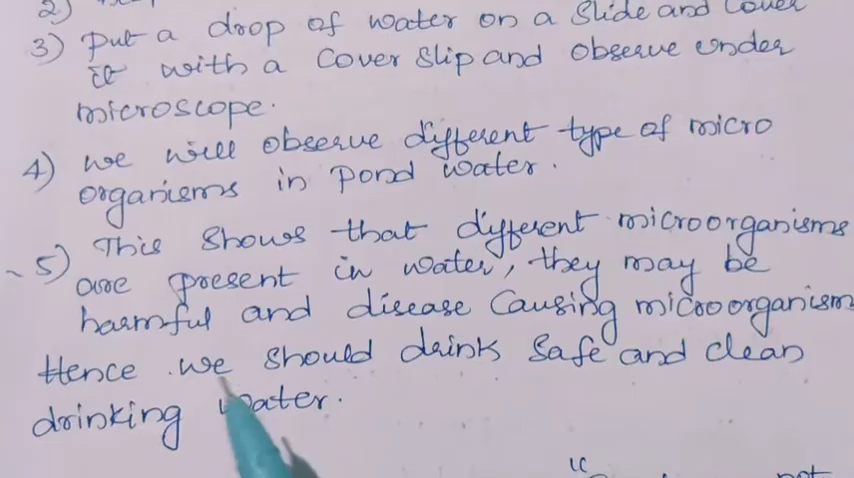 2)
3) Put a drop of water on a slide and cover
it with a cover slip and observe under
microscope.
4) we will observe different type of micro
organisms in pond water.
5) This shows that different microorganisms
are present in water, they may be
harmful and disease causing microorganism
Hence we should drink safe and clean
drinking water.
not